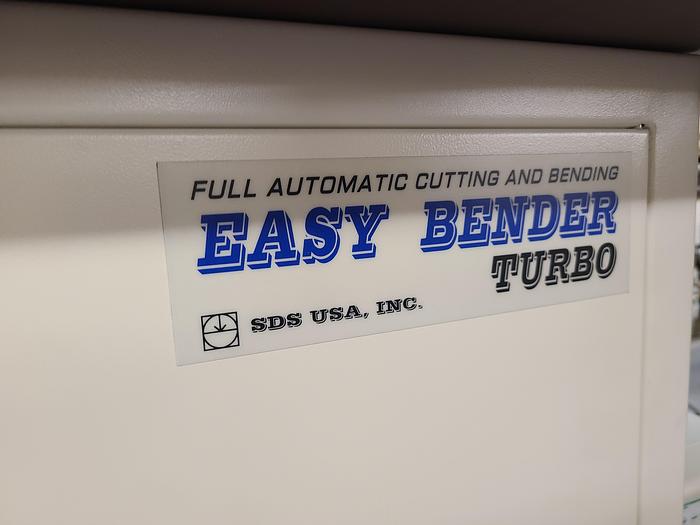 FULL AUTOMATIC CUTTING AND BENDING
EASY BENDER
TURBO
SDS USA, INC.